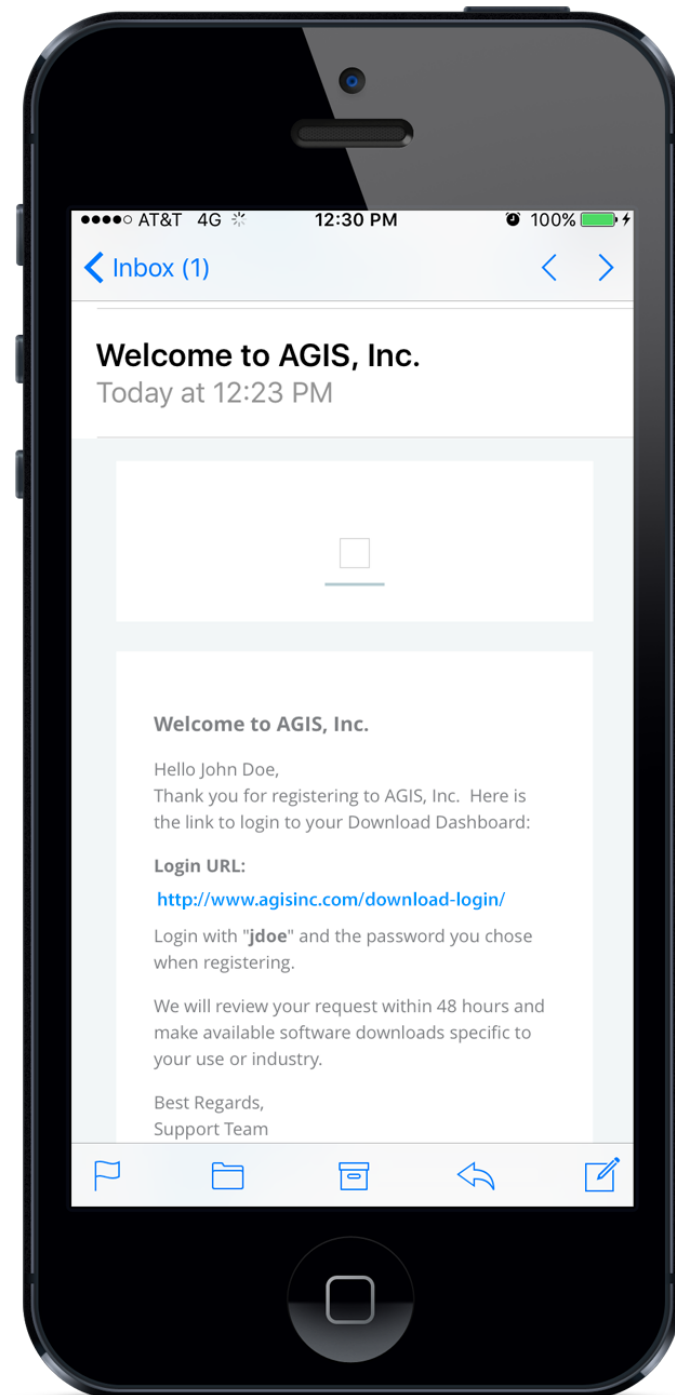 AT&T 4G 12:30 PM 100%
Inbox (1)
Welcome to AGIS, Inc.
Today at 12:23 PM
Welcome to AGIS, Inc.
Hello John Doe,
Thank you for registering to AGIS, Inc. Here is
the link to login to your Download Dashboard:
Login URL:
http://www.agisinc.com/download-login/
Login with "jdoe" and the password you chose
when registering.
We will review your request within 48 hours and
make available software downloads specific to
your use or industry.
Best Regards,
Support Team